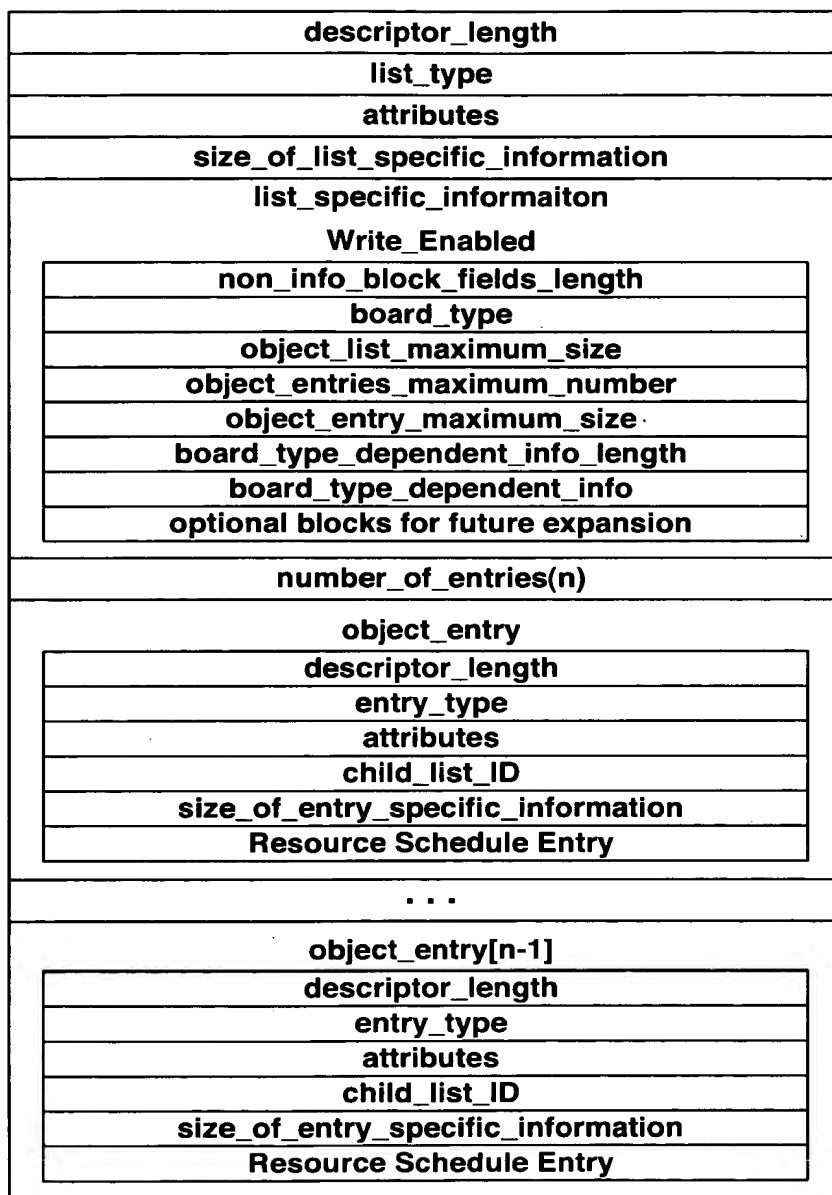 descriptor_length
list_type
attributes
size_of_list_specific_information
list_specific_informaiton
Write_Enabled
non_info_block_fields_length
board_type
object_list_maximum_size
object_entries_maximum_number
object_entry_maximum_size
board_type_dependent_info_length
board_type_dependent_info
optional blocks for future expansion
number_of_entries(n)
object_entry
descriptor_length
entry_type
attributes
child_list_ID
size_of_entry_specific_information
Resource Schedule Entry
. . .
object_entry[n-1]
descriptor_length
entry_type
attributes
child_list_ID
size_of_entry_specific_information
Resource Schedule Entry